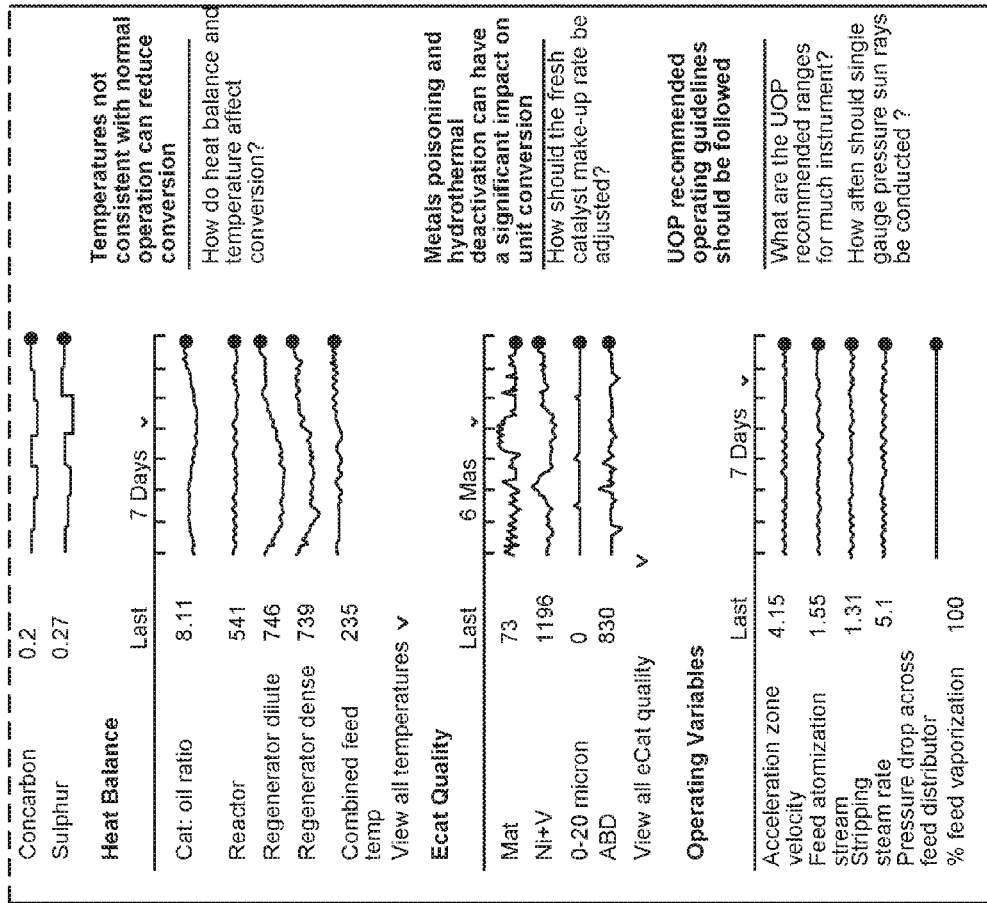 Concarbon 0.2
Sulphur 0.27
Heat Balance
Last 7 Days
Cat: oil ratio 8.11
Reactor 541
Regenerator dilute 746
Regenerator dense 739
Combined feed 235
temp
View all temperatures
Temperatures not
consistent with normal
operation can reduce
conversion
How do heat balance and
temperature affect
conversion?
Ecat Quality
Last 6 Mas
Mat 73
Ni+V 1196
0-20 micron 0
ABD 830
View all eCat quality
Metals poisoning and
hydrothermal
deactivation can have
a significant impact on
unit conversion
How should the fresh
catalyst make-up rate be
adjusted?
Operating Variables
Last 7 Days
Acceleration zone 4.15
velocity
Feed atomization 1.55
stream
Stripping 1.31
steam rate 5.1
Pressure drop across
feed distributor
% feed vaporization 100
UOP recommended
operating guidelines
should be followed
What are the UOP
recommended ranges
for much instrument?
How aften should single
gauge pressure sun rays
be conducted ?